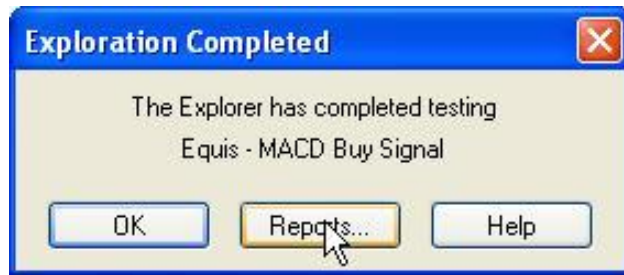 Exploration Completed
The Explorer has completed testing
Equis - MACD Buy Signal
OK
Reports...
Help